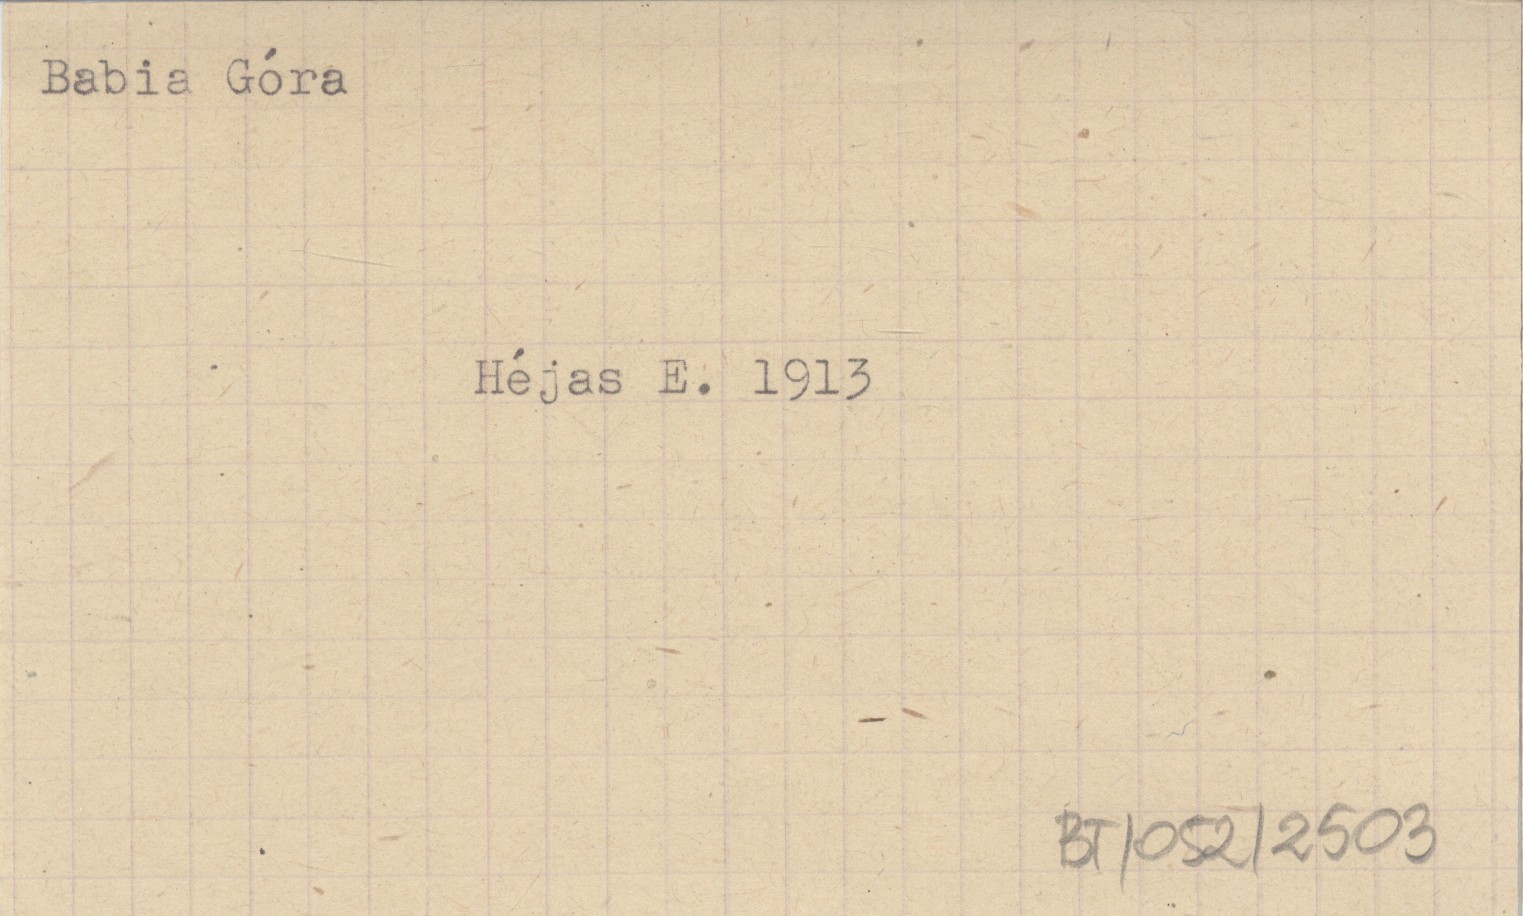 Babia Góra
Héjas E. 1913
BT/052/2503